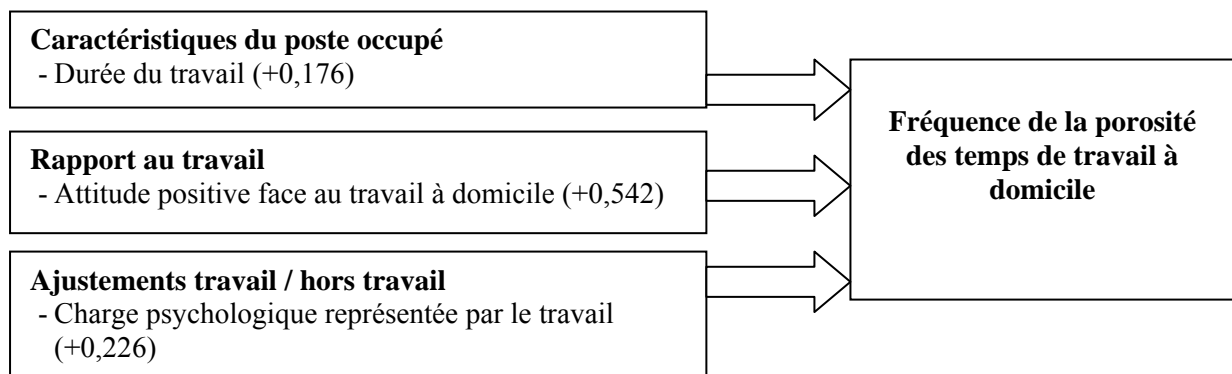 Caractéristiques du poste occupé
- Durée du travail (+0,176)
Rapport au travail
- Attitude positive face au travail à domicile (+0,542)
Ajustements travail / hors travail
- Charge psychologique représentée par le travail
(+0,226)
Fréquence de la porosité
des temps de travail à
domicile